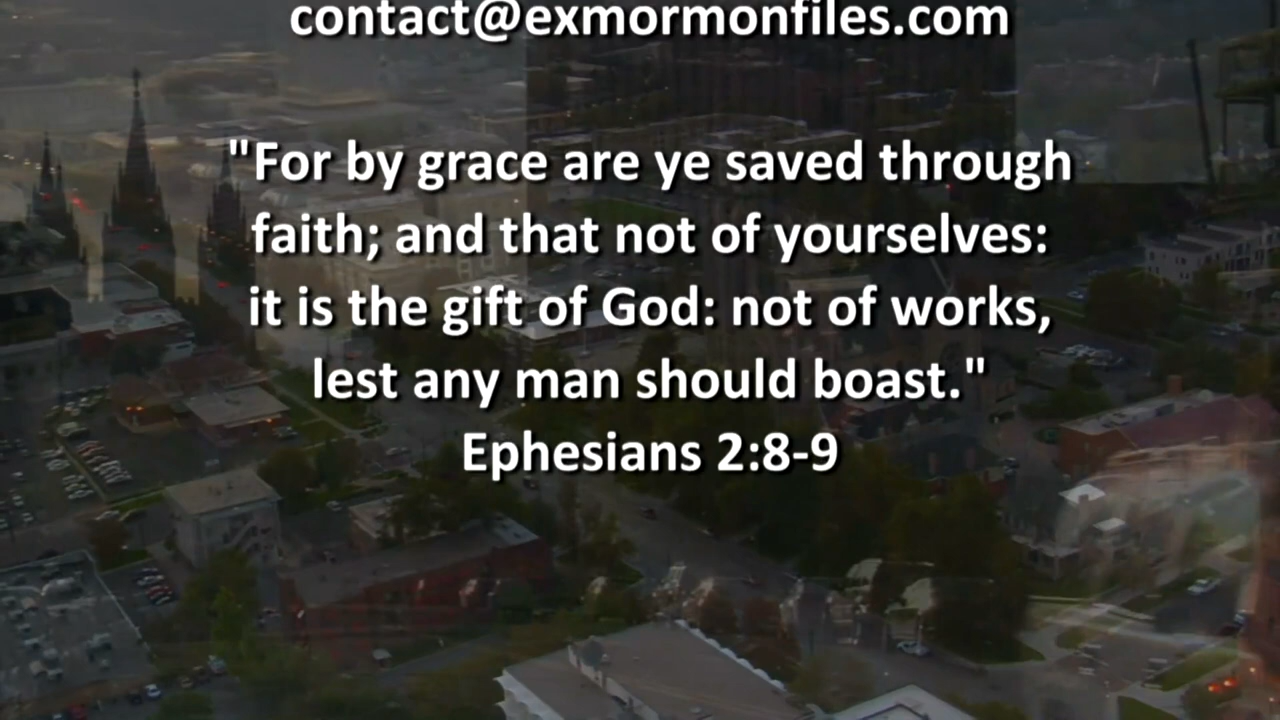 contact@exmormonfiles.com
"For by grace are ye saved through
faith; and that not of yourselves:
it is the gift of God: not of works,
lest any man should boast."
Ephesians 2:8-9